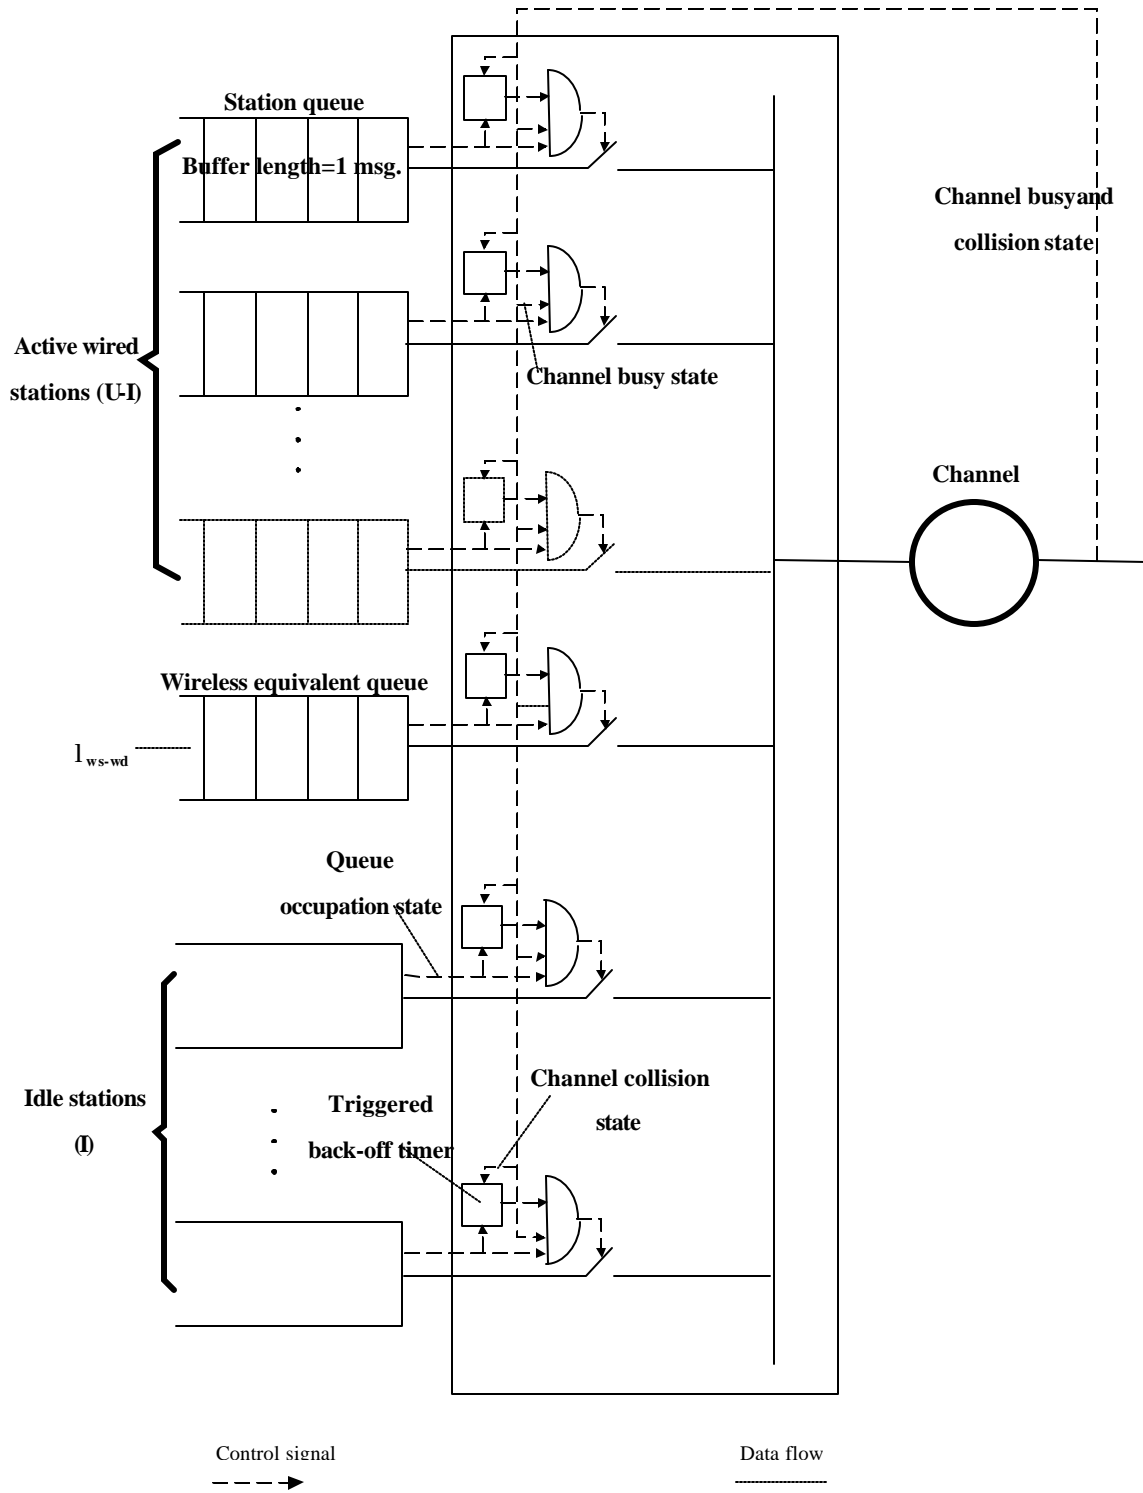 Station queue
Buffer length=1 msg.
Channel busyand
collision state
Active wired
stations (U-I)
Channel busy state
Channel
Wireless equivalent queue
l ws-wd
Queue
occupation state
Channel collision
state
Idle stations
(I)
Triggered
back-off timer
Control signal
Data flow